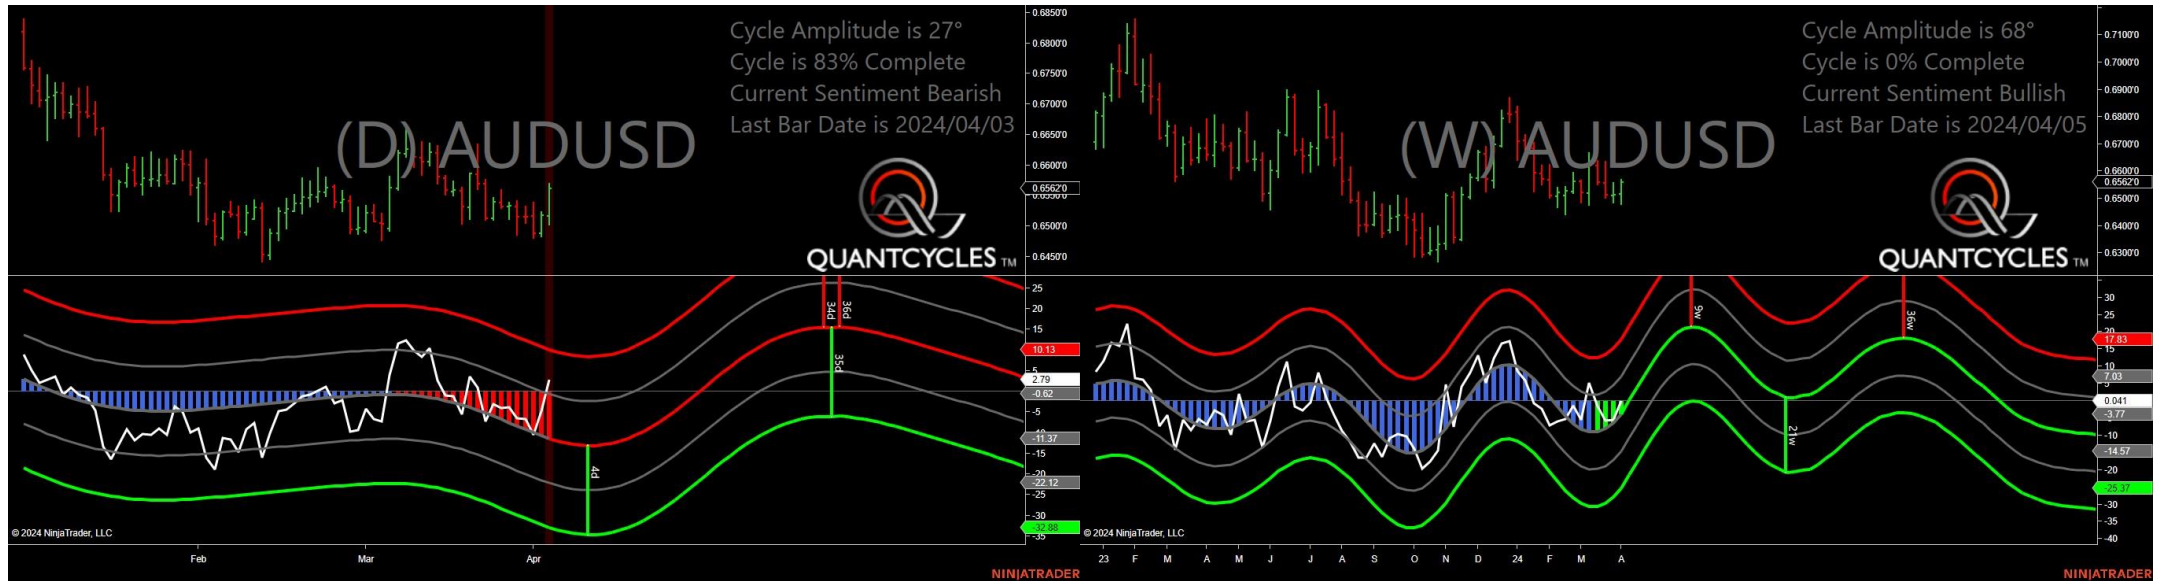 Cycle Amplitude is 27°
Cycle is 83% Complete
Current Sentiment Bearish
Last Bar Date is 2024/04/03
(D) AUDUSD
QUANTCYCLES TM
0.6850'0
0.6800'0
0.6750'0
0.6700'0
0.6650'0
0.6600'0
0.6562'0
0.6500'0
0.6450'0
34d
36d
35d
4d
25
20
15
10.13
5
2.79
-0.62
-5
-11.37
-15
-20
-22.12
-25
-30
-32.88
-35
© 2024 NinjaTrader, LLC
Feb Mar Apr
NINJATRADER
Cycle Amplitude is 68°
Cycle is 0% Complete
Current Sentiment Bullish
Last Bar Date is 2024/04/05
(W) AUDUSD
QUANTCYCLES TM
0.7100'0
0.7000'0
0.6900'0
0.6800'0
0.6700'0
0.6600'0
0.6562'0
0.6500'0
0.6400'0
0.6300'0
9w
36w
21w
30
25
20
17.83
15
10
7.03
0.041
-3.77
-10
-14.57
-20
-25.37
-30
-35
-40
© 2024 NinjaTrader, LLC
23 F M A M J J A S O N D 24 F M A
NINJATRADER